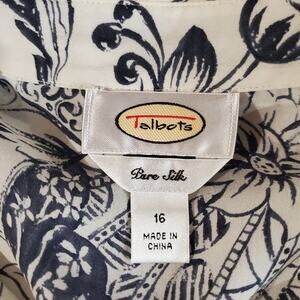 Talbots
Pure Silk
16
MADE IN
CHINA